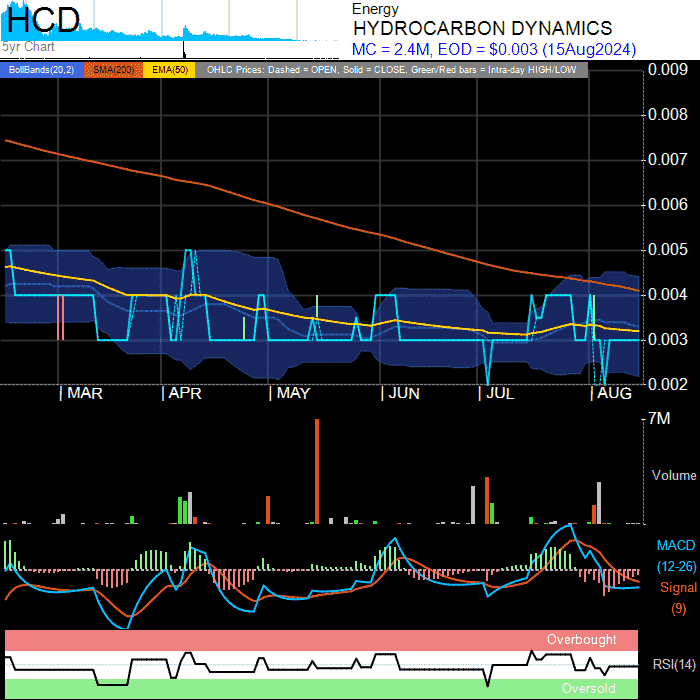 HCD
5yr Chart
Energy
HYDROCARBON DYNAMICS
MC = 2.4M, EOD = $0.003 (15Aug2024)
BollBands(20,2) SMA(200) EMA(50) OHLC Prices: Dashed = OPEN, Solid = CLOSE, Green/Red bars = Intra-day HIGH/LOW
0.009
0.008
0.007
0.006
0.005
0.004
0.003
0.002
MAR APR MAY JUN JUL AUG
7M
Volume
MACD
(12-26)
Signal
(9)
Overbought
RSI(14)
Oversold